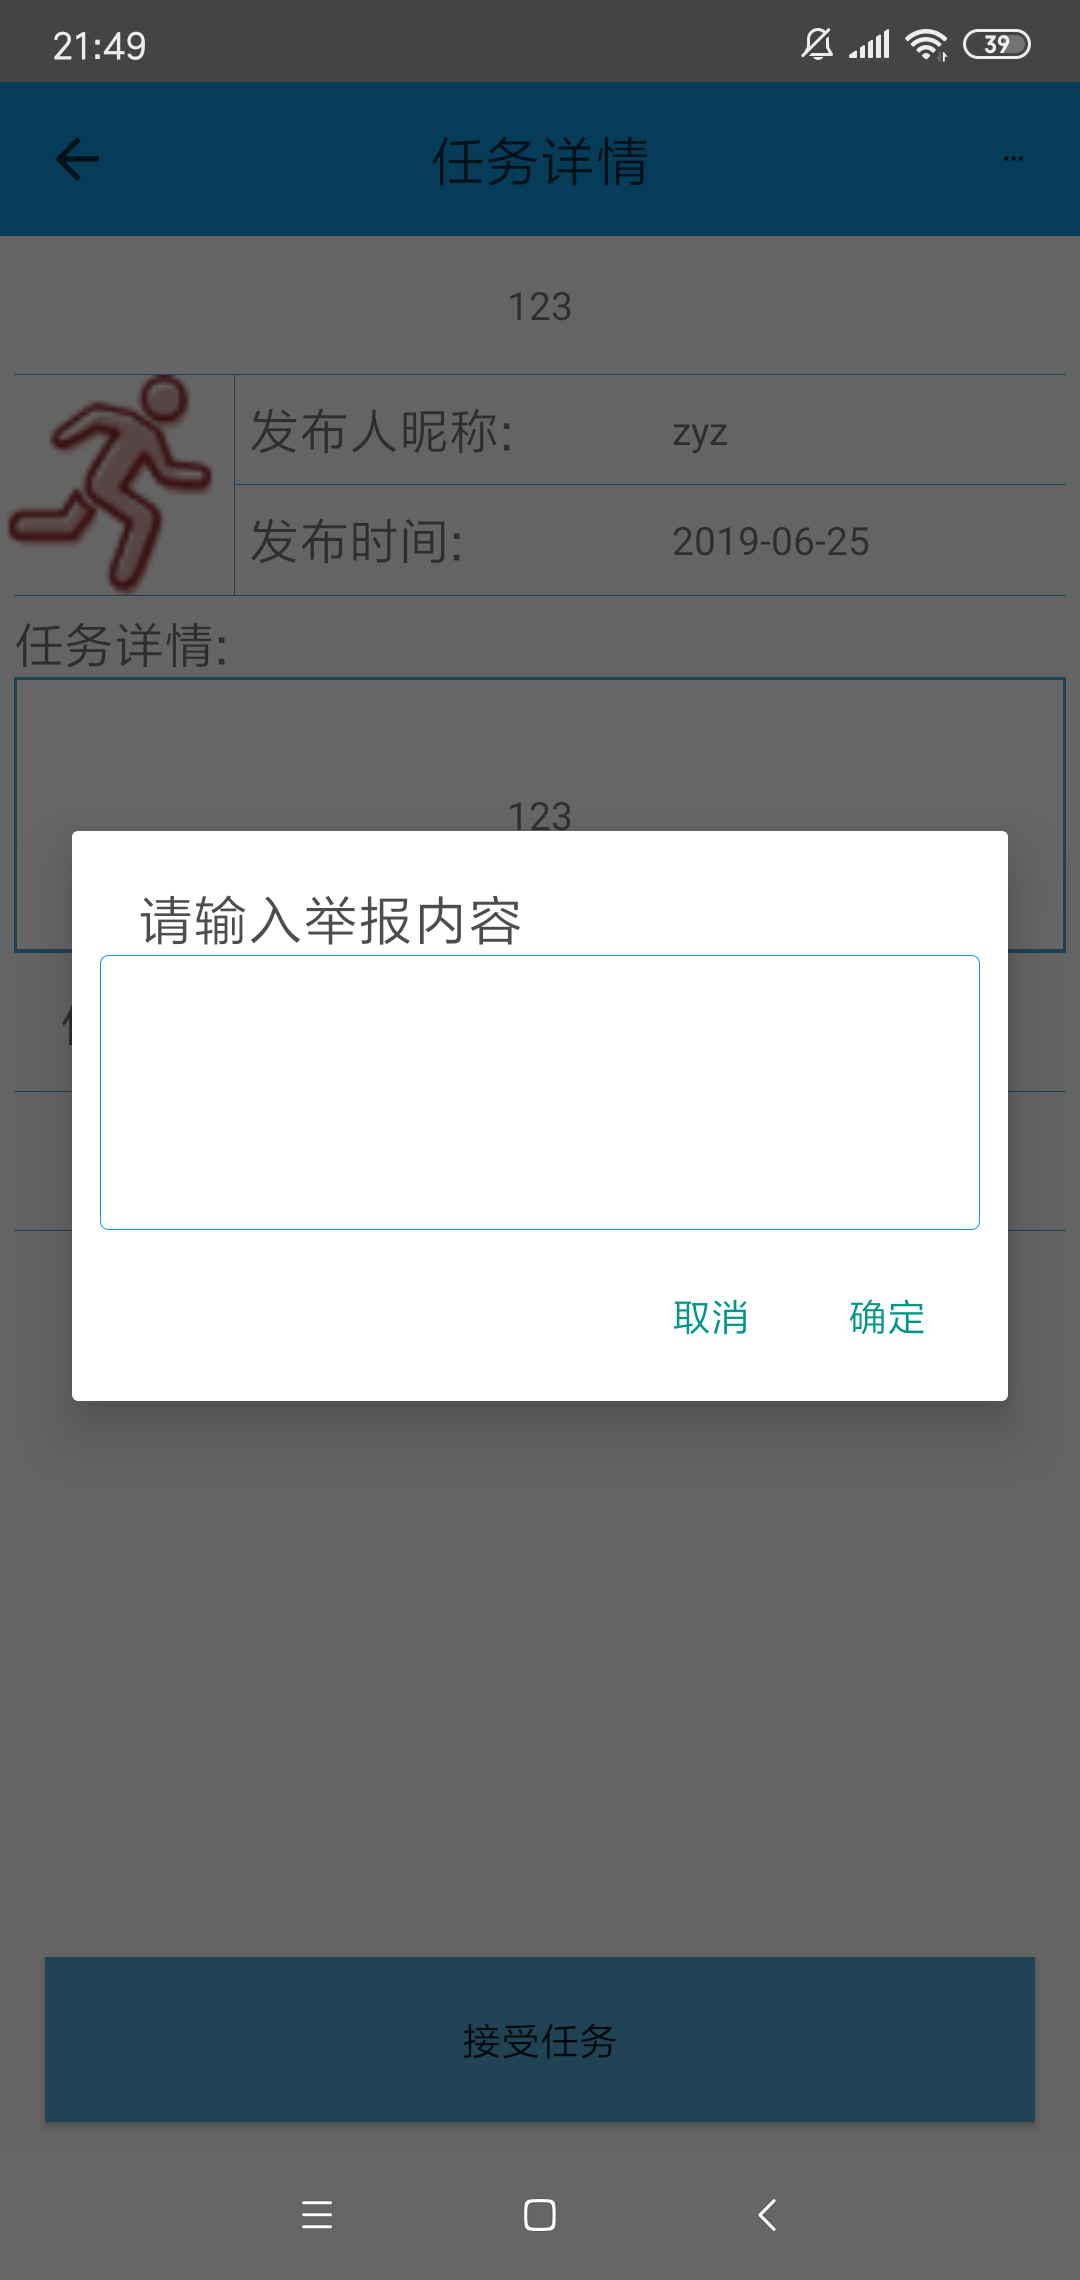 21:49
39
任务详情
...
123
发布人昵称:
zyz
发布时间:
2019-06-25
任务详情:
123
请输入举报内容
取消
确定
接受任务